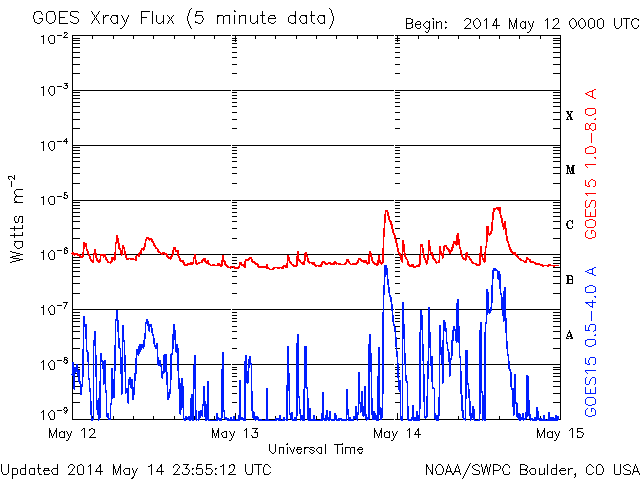 GOES Xray Flux (5 minute data)
Begin: 2014 May 12 0000 UTC
10-2
10-3
10-4
10-5
10-6
10-7
10-8
10-9
Watts m-2
X
M
C
B
A
GOES15 1.0-8.0 A
GOES15 0.5-4.0 A
May 12
May 13
May 14
May 15
Universal Time
Updated 2014 May 14 23:55:12 UTC
NOAA/SWPC Boulder, CO USA